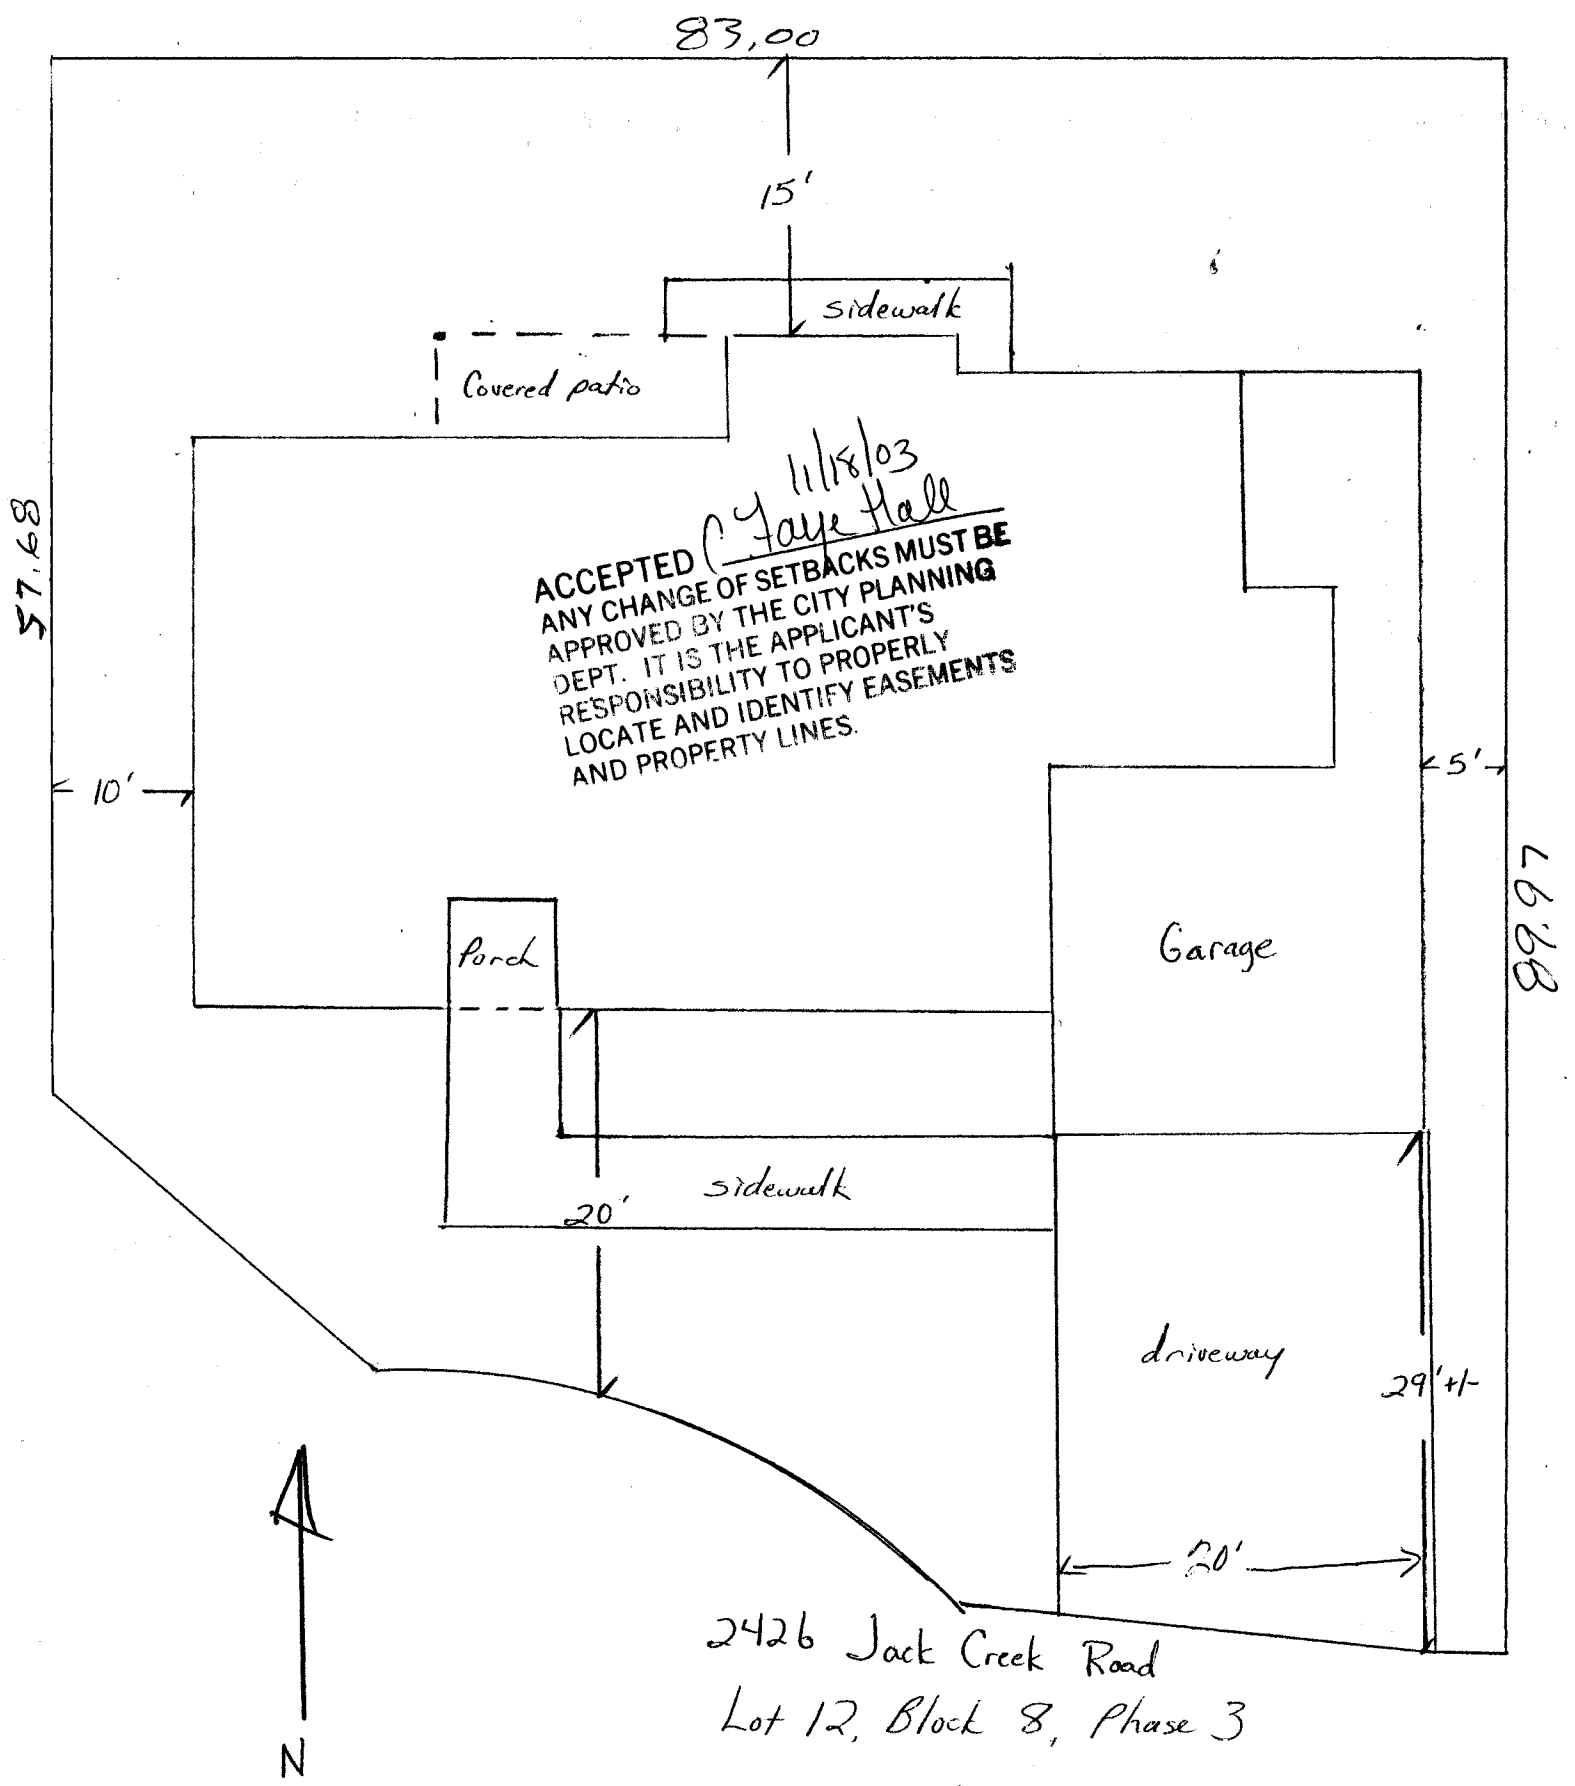 83.00
15'
sidewalk
Covered patio
11/18/03
C Faye Hall
ACCEPTED
ANY CHANGE OF SETBACKS MUST BE
APPROVED BY THE CITY PLANNING
DEPT. IT IS THE APPLICANT'S
RESPONSIBILITY TO PROPERLY
LOCATE AND IDENTIFY EASEMENTS
AND PROPERTY LINES.
57.68
10'
5'
89.97
Porch
Garage
sidewalk
20'
driveway
29'+/-
20'
2426 Jack Creek Road
Lot 12, Block 8, Phase 3
N